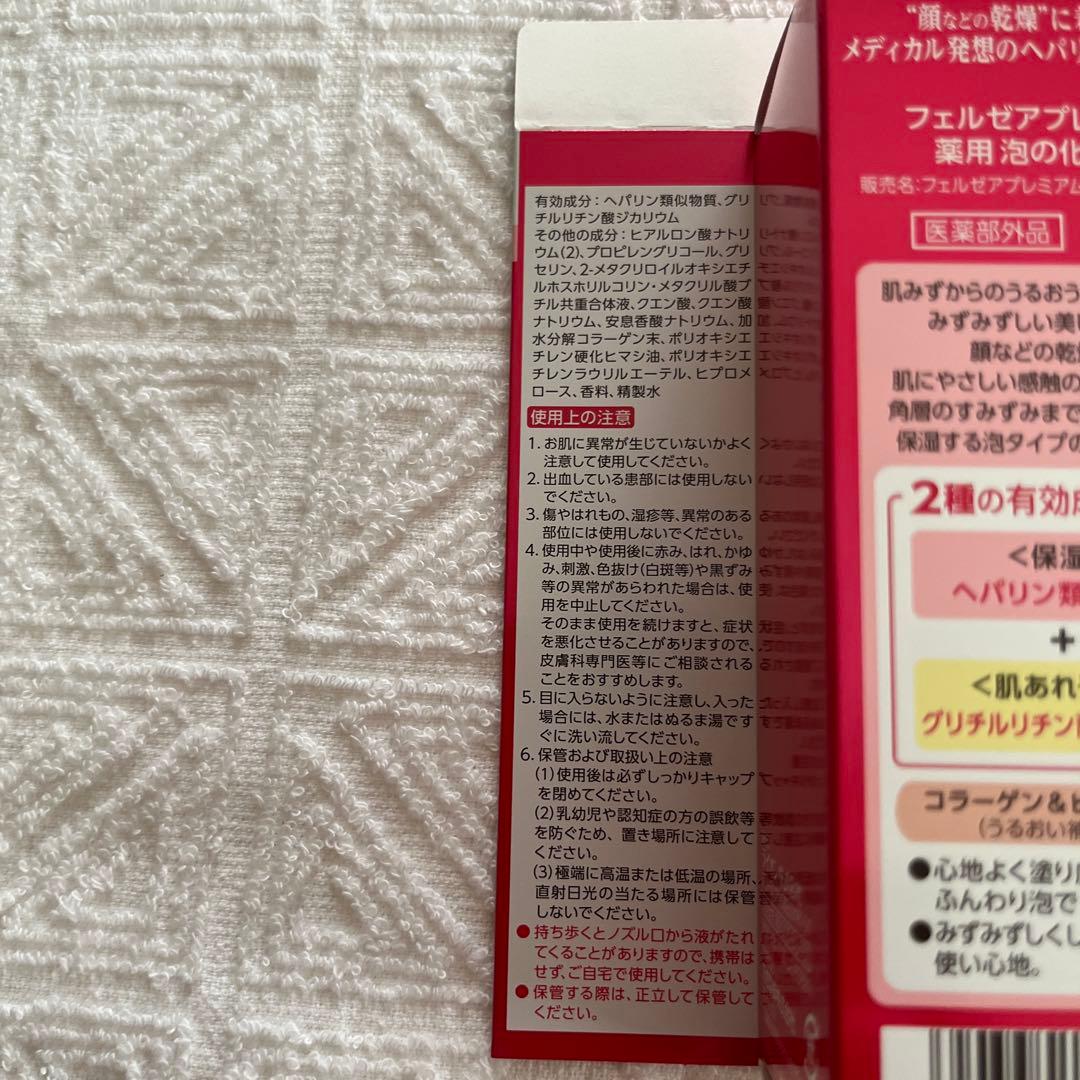 有効成分：ヘパリン類似物質、グリ
チルリチン酸ジカリウム
その他の成分：ヒアルロン酸ナトリ
ウム(2)、プロピレングリコール、グリ
セリン、2-メタクリロイルオキシエチ
ルホスホリルコリン・メタクリル酸ブ
チル共重合体液、クエン酸、クエン酸
ナトリウム、安息香酸ナトリウム、加
水分解コラーゲン末、ポリオキシエ
チレン硬化ヒマシ油、ポリオキシエ
チレンラウリルエーテル、ヒプロメ
ロース、香料、精製水
使用上の注意
1. お肌に異常が生じていないかよく
注意して使用してください。
2. 出血している患部には使用しない
でください。
3. 傷やはれもの、湿疹等、異常のある
部位には使用しないでください。
4. 使用中や使用後に赤み、はれ、かゆ
み、刺激、色抜け(白斑等)や黒ずみ
等の異常があらわれた場合は、使
用を中止してください。
そのまま使用を続けますと、症状
を悪化させることがありますので、
皮膚科専門医等にご相談される
ことをおすすめします。
5. 目に入らないように注意し、入った
場合には、水またはぬるま湯です
ぐに洗い流してください。
6. 保管および取扱い上の注意
(1)使用後は必ずしっかりキャップ
を閉めてください。
(2)乳幼児や認知症の方の誤飲等
を防ぐため、置き場所に注意して
ください。
(3)極端に高温または低温の場所、
直射日光の当たる場所には保管
しないでください。
●持ち歩くとノズル口から液がたれ
てくることがありますので、携帯は
せず、ご自宅で使用してください。
●保管する際は、正立して保管して
ください。
"顔などの乾燥"に
メディカル発想のヘパリ
フェルゼアプレ
薬用 泡の化
販売名:フェルゼアプレミアム
医薬部外品
肌みずからのうるおう
みずみずしい美
顔などの乾
肌にやさしい感触の
角層のすみずみまで
保湿する泡タイプの
2種の有効成
<保湿
ヘパリン類
+
<肌あれ
グリチルリチン
コラーゲン＆ヒ
(うるおい補
●心地よく塗り
ふんわり泡で
●みずみずしくし
使い心地。